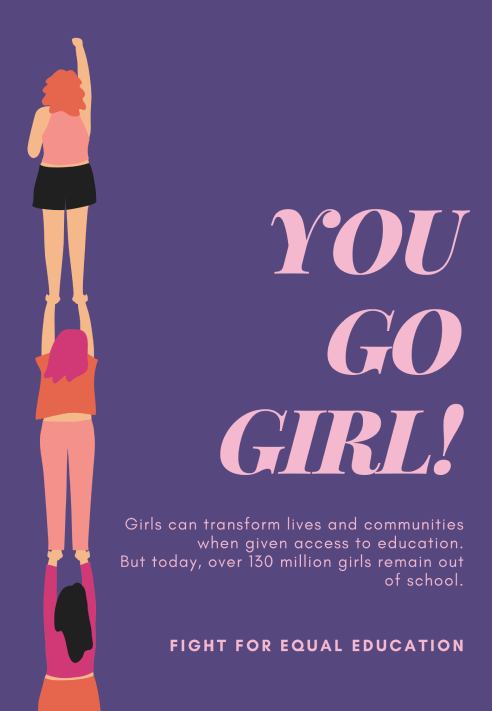 YOU
GO
GIRL!
Girls can transform lives and communities
when given access to education.
But today, over 130 million girls remain out
of school.
FIGHT FOR EQUAL EDUCATION